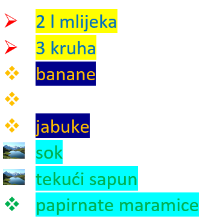 2 l mlijeka
3 kruha
banane
jabuke
sok
tekući sapun
papirnate maramice